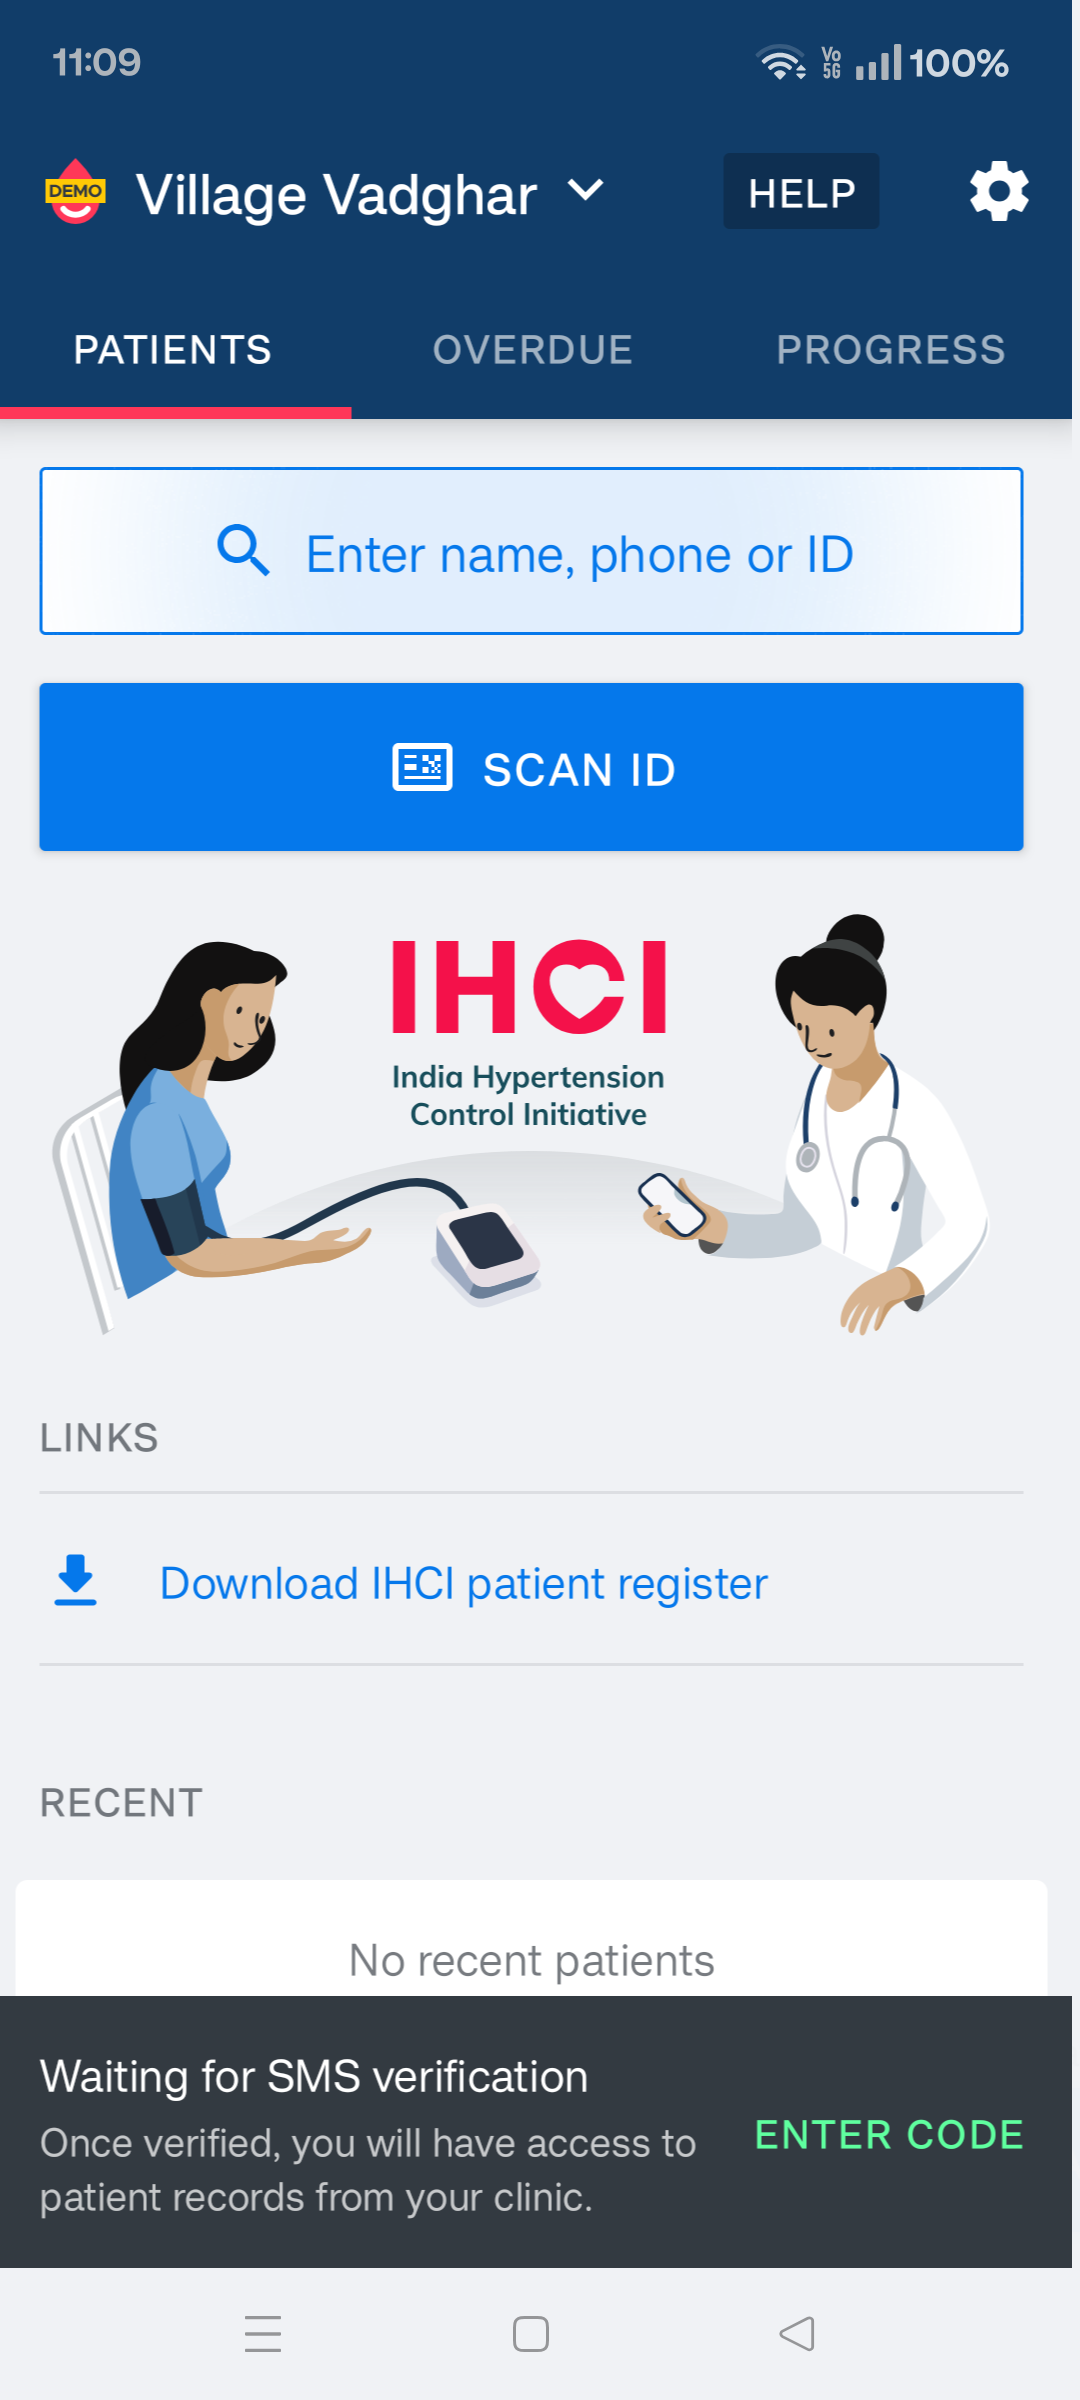 11:09
Vo
5G
100%
DEMO
Village Vadghar
HELP
PATIENTS
OVERDUE
PROGRESS
Enter name, phone or ID
SCAN ID
IHCI
India Hypertension
Control Initiative
LINKS
Download IHCI patient register
RECENT
No recent patients
Waiting for SMS verification
Once verified, you will have access to
patient records from your clinic.
ENTER CODE